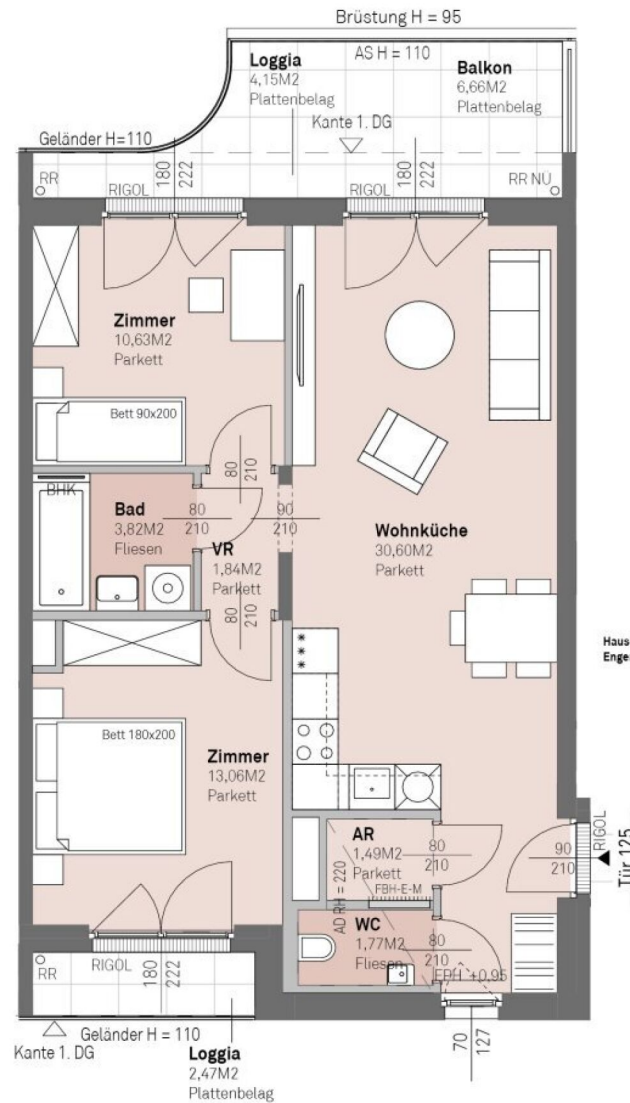 Brüstung H = 95
Loggia
4,15M2
Plattenbelag
AS H = 110
Balkon
6,66M2
Plattenbelag
Kante 1. DG
Geländer H=110
RR
RIGOL
180
222
RIGOL
180
222
RR NÜ
Zimmer
10,63M2
Parkett
Bett 90x200
80
210
BHK
Bad
3,82M2
Fliesen
80
210
90
210
VR
1,84M2
Parkett
80
210
Wohnküche
30,60M2
Parkett
Haus
Enge
Bett 180x200
Zimmer
13,06M2
Parkett
AR
1,49M2
Parkett
FBH-E-M
80
210
90
210
RIGOL
Tür 125
AD RH = 220
WC
1,77M2
Fliesen
80
210
FPH +0,95
RR
RIGOL
180
222
70
127
Geländer H = 110
Kante 1. DG
Loggia
2,47M2
Plattenbelag